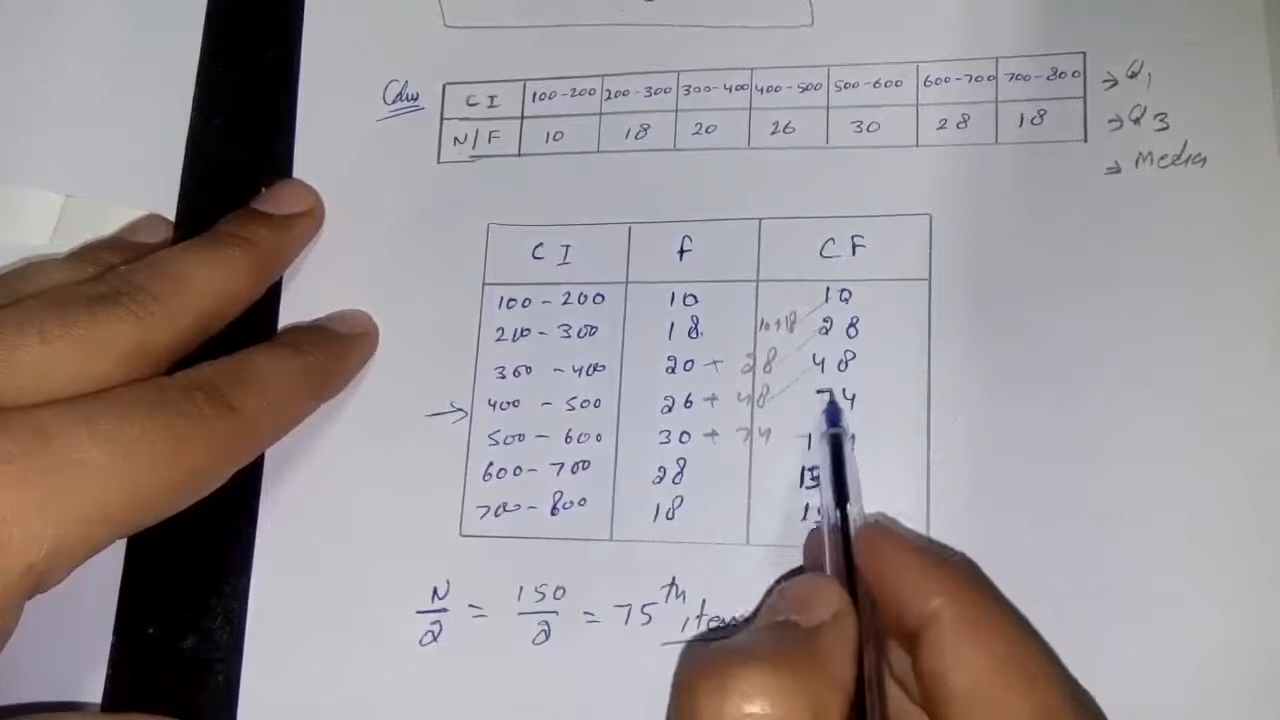 CI 100-200 200-300 300-400 400-500 500-600 600-700 700-800 → Q1
N/F 10 18 20 26 30 28 18 → Q3
→
CI f CF
100-200 10 10
200-300 18 10+18 28
300-400 20+ 28 48
→ 400-500 26+ 48 74
500-600 30+ 74
600-700 28
700-800 18
N/2 = 150/2 = 75th item